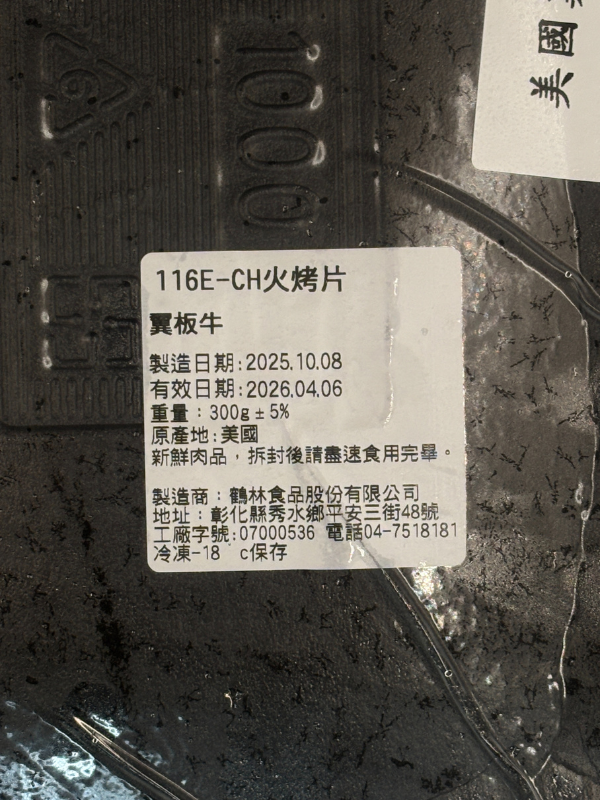 1000
6
美國
116E-CH火烤片
翼板牛
製造日期:2025.10.08
有效日期:2026.04.06
重量：300g±5%
原產地:美國
新鮮肉品，拆封後請盡速食用完畢。
製造商：鶴林食品股份有限公司
地址：彰化縣秀水鄉平安三街48號
工廠字號:07000536 電話04-7518181
冷凍-18゜c保存